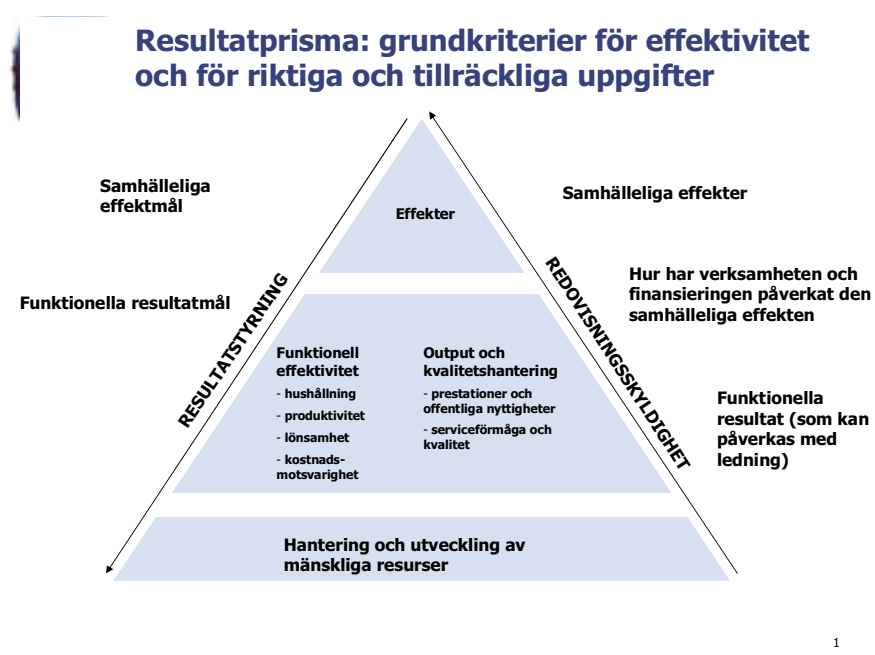 Resultatprisma: grundkriterier för effektivitet
och för riktiga och tillräckliga uppgifter
Samhälleliga
effektmål
Effekter
Samhälleliga effekter
Funktionella resultatmål
RESULTATSTYRNING
REDOVISNINGSSKYLDIGHET
Hur har verksamheten och
finansieringen påverkat den
samhälleliga effekten
Funktionell
effektivitet
- hushållning
- produktivitet
- lönsamhet
- kostnads-
motsvarighet
Output och
kvalitetshantering
- prestationer och
offentliga nyttigheter
- serviceförmåga och
kvalitet
Funktionella
resultat (som kan
påverkas med
ledning)
Hantering och utveckling av
mänskliga resurser
1